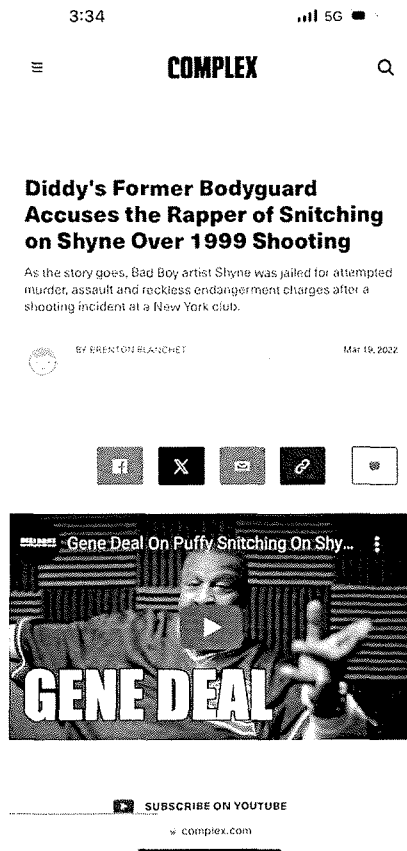 3:34
5G
COMPLEX
Diddy's Former Bodyguard
Accuses the Rapper of Snitching
on Shyne Over 1999 Shooting
As the story goes, Bad Boy artist Shyne was jailed for attempted
murder, assault and reckless endangerment charges after a
shooting incident at a New York club.
BY BRENTON BLANCHET
Mar 19, 2022
Gene Deal On Puffy Snitching On Shy...
GENE DEAL
SUBSCRIBE ON YOUTUBE
complex.com